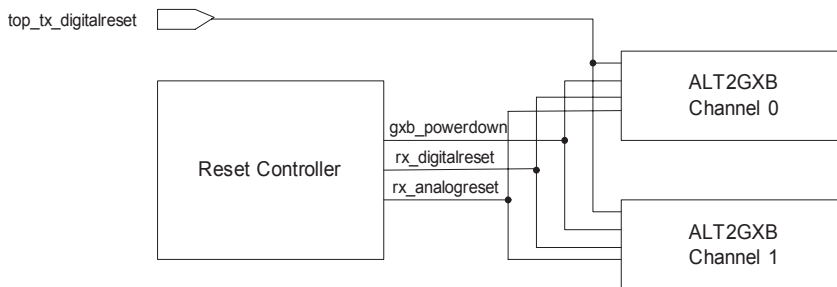 top_tx_digitalreset
ALT2GXB
Channel 0
gxb_powerdown
Reset Controller
rx_digitalreset
rx_analogreset
ALT2GXB
Channel 1